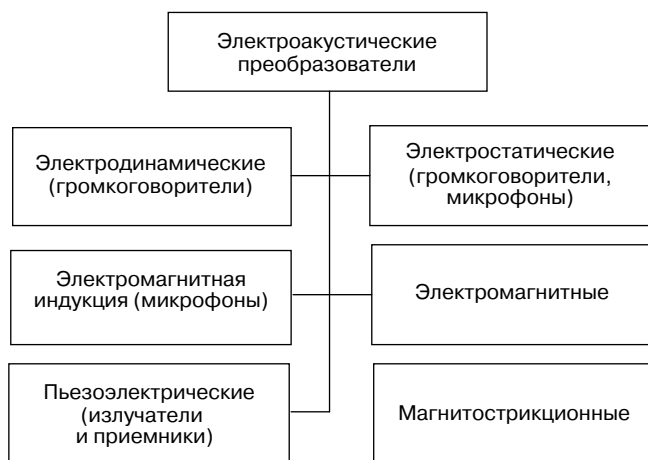 Электроакустические
преобразователи
Электродинамические
(громкоговорители)
Электростатические
(громкоговорители,
микрофоны)
Электромагнитная
индукция (микрофоны)
Электромагнитные
Пьезоэлектрические
(излучатели
и приемники)
Магнитострикционные